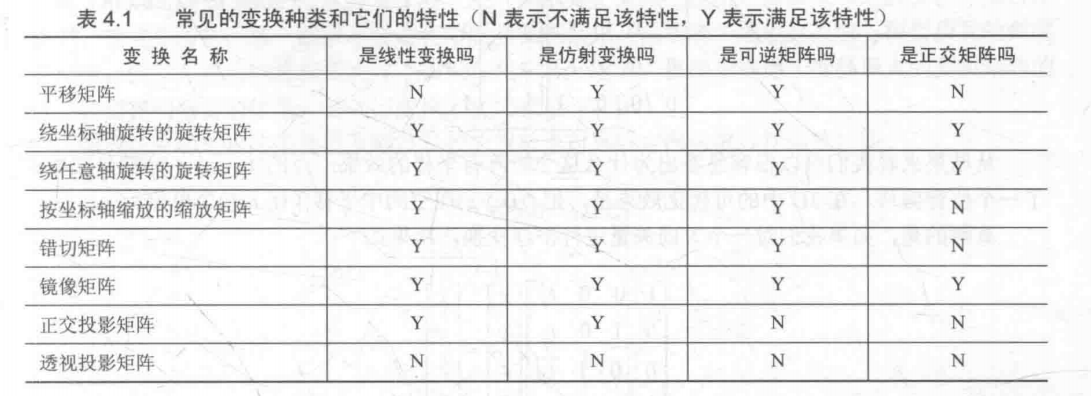 表 4.1 常见的变换种类和它们的特性（N 表示不满足该特性，Y 表示满足该特性）
变 换 名 称 是线性变换吗 是仿射变换吗 是可逆矩阵吗 是正交矩阵吗
平移矩阵 N Y Y N
绕坐标轴旋转的旋转矩阵 Y Y Y Y
绕任意轴旋转的旋转矩阵 Y Y Y Y
按坐标轴缩放的缩放矩阵 Y Y Y N
错切矩阵 Y Y Y N
镜像矩阵 Y Y Y Y
正交投影矩阵 Y Y N N
透视投影矩阵 N N N N